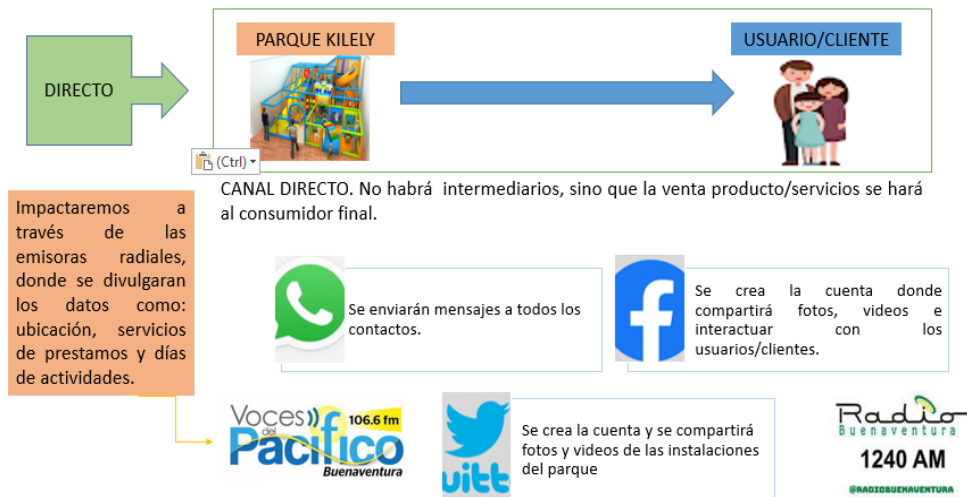 DIRECTO
PARQUE KILELY
USUARIO/CLIENTE
(Ctrl)
CANAL DIRECTO. No habrá intermediarios, sino que la venta producto/servicios se hará
al consumidor final.
Impactaremos a
través de las
emisoras radiales,
donde se divulgaran
los datos como:
ubicación, servicios
de prestamos y días
de actividades.
Se enviarán mensajes a todos los
contactos.
Se crea la cuenta donde
compartirá fotos, videos e
interactuar con los
usuarios/clientes.
Voces
del
Pacífico
106.6 fm
Buenaventura
uitt
Se crea la cuenta y se compartirá
fotos y videos de las instalaciones
del parque
Radio
Buenaventura
1240 AM
@RADIOBUENAVENTURA